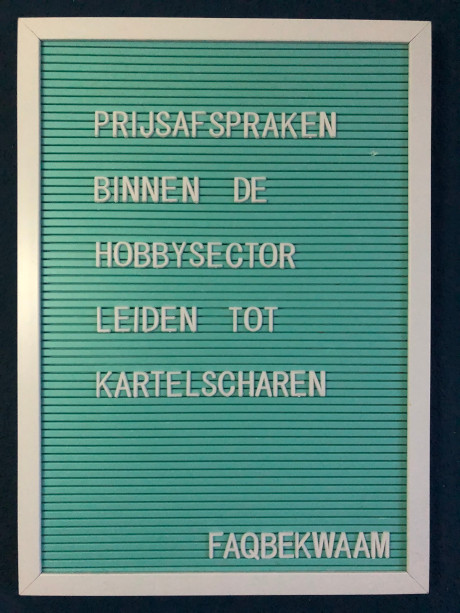 PRIJSAFSPRAKEN
BINNEN DE
HOBBYSECTOR
LEIDEN TOT
KARTELSCHAREN
FAQBEKWAAM